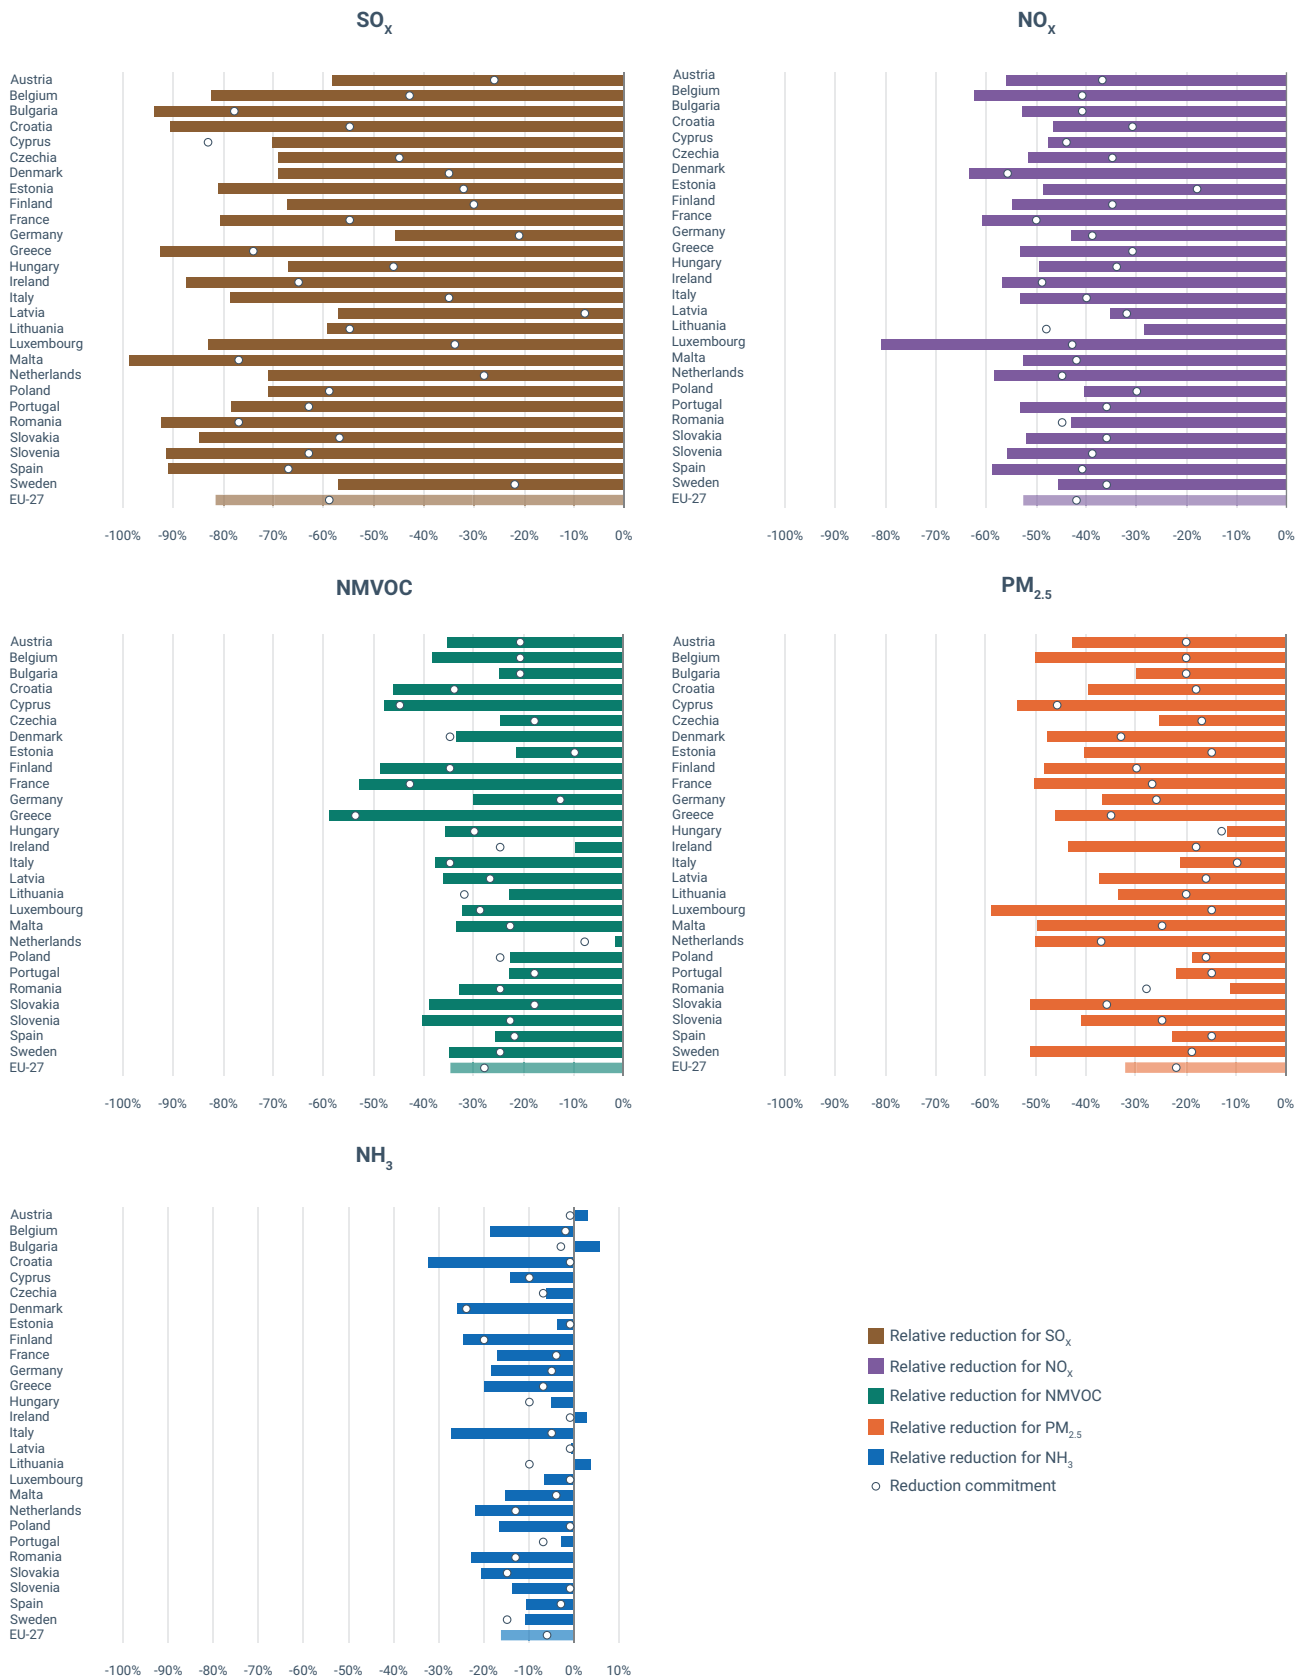 SOX
Austria
Belgium
Bulgaria
Croatia
Cyprus
Czechia
Denmark
Estonia
Finland
France
Germany
Greece
Hungary
Ireland
Italy
Latvia
Lithuania
Luxembourg
Malta
Netherlands
Poland
Portugal
Romania
Slovakia
Slovenia
Spain
Sweden
EU-27
-100% -90% -80% -70% -60% -50% -40% -30% -20% -10% 0%
NOX
Austria
Belgium
Bulgaria
Croatia
Cyprus
Czechia
Denmark
Estonia
Finland
France
Germany
Greece
Hungary
Ireland
Italy
Latvia
Lithuania
Luxembourg
Malta
Netherlands
Poland
Portugal
Romania
Slovakia
Slovenia
Spain
Sweden
EU-27
-100% -90% -80% -70% -60% -50% -40% -30% -20% -10% 0%
NMVOC
Austria
Belgium
Bulgaria
Croatia
Cyprus
Czechia
Denmark
Estonia
Finland
France
Germany
Greece
Hungary
Ireland
Italy
Latvia
Lithuania
Luxembourg
Malta
Netherlands
Poland
Portugal
Romania
Slovakia
Slovenia
Spain
Sweden
EU-27
-100% -90% -80% -70% -60% -50% -40% -30% -20% -10% 0%
PM2.5
Austria
Belgium
Bulgaria
Croatia
Cyprus
Czechia
Denmark
Estonia
Finland
France
Germany
Greece
Hungary
Ireland
Italy
Latvia
Lithuania
Luxembourg
Malta
Netherlands
Poland
Portugal
Romania
Slovakia
Slovenia
Spain
Sweden
EU-27
-100% -90% -80% -70% -60% -50% -40% -30% -20% -10% 0%
NH3
Austria
Belgium
Bulgaria
Croatia
Cyprus
Czechia
Denmark
Estonia
Finland
France
Germany
Greece
Hungary
Ireland
Italy
Latvia
Lithuania
Luxembourg
Malta
Netherlands
Poland
Portugal
Romania
Slovakia
Slovenia
Spain
Sweden
EU-27
-100% -90% -80% -70% -60% -50% -40% -30% -20% -10% 0% 10%
Relative reduction for SOX
Relative reduction for NOX
Relative reduction for NMVOC
Relative reduction for PM2.5
Relative reduction for NH3
Reduction commitment